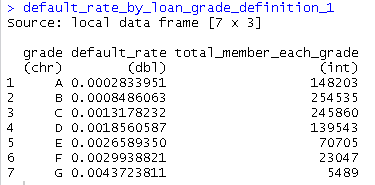 > default_rate_by_loan_grade_definition_1
Source: local data frame [7 x 3]
grade default_rate total_member_each_grade
(chr) (dbl) (int)
1 A 0.0002833951 148203
2 B 0.0008486063 254535
3 C 0.0013178232 245860
4 D 0.0018560587 139543
5 E 0.0026589350 70705
6 F 0.0029938821 23047
7 G 0.0043723811 5489